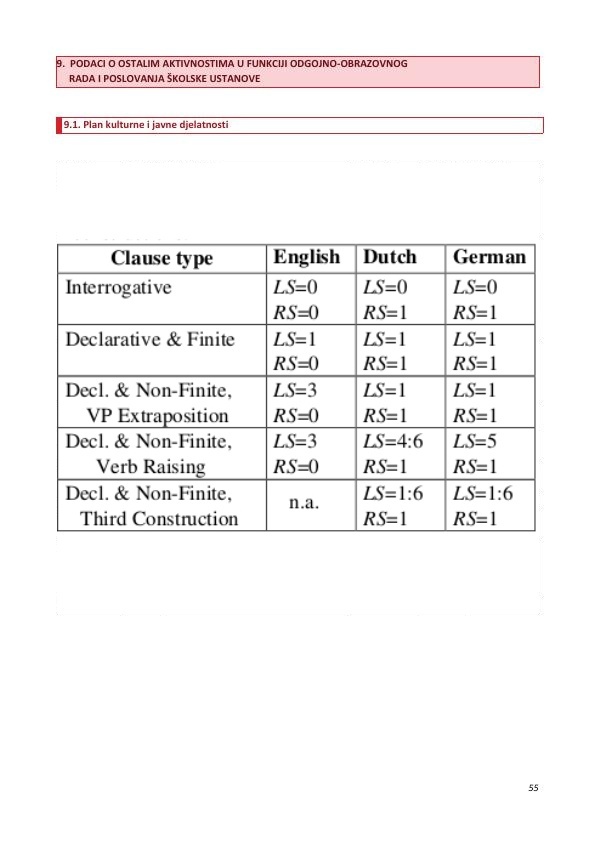 9. PODACI O OSTALIM AKTIVNOSTIMA U FUNKCIJI ODGOJNO-OBRAZOVNOG
RADA I POSLOVANJA ŠKOLSKE USTANOVE
9.1. Plan kulturne i javne djelatnosti
Clause type English Dutch German
Interrogative LS=0 LS=0 LS=0
RS=0 RS=1 RS=1
Declarative & Finite LS=1 LS=1 LS=1
RS=0 RS=1 RS=1
Decl. & Non-Finite, LS=3 LS=1 LS=1
VP Extraposition RS=0 RS=1 RS=1
Decl. & Non-Finite, LS=3 LS=4:6 LS=5
Verb Raising RS=0 RS=1 RS=1
Decl. & Non-Finite, n.a. LS=1:6 LS=1:6
Third Construction RS=1 RS=1
55